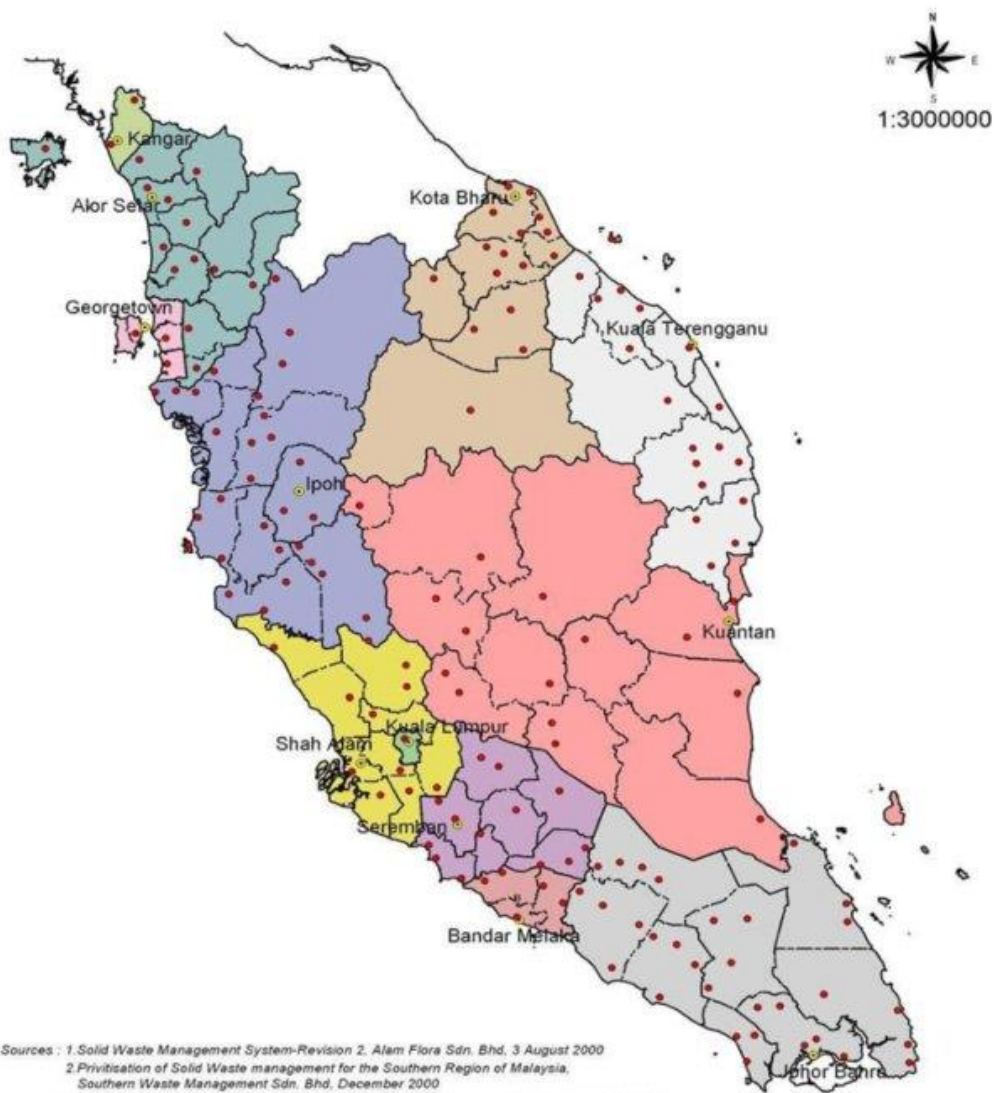 N
W E
S
1:3000000
Kangar
Kota Bharu
Alor Setar
Georgetown
Kuala Terengganu
Ipoh
Kuantan
Kuala Lumpur
Shah Alam
Seremban
Bandar Melaka
Johor Bahru
Sources : 1.Solid Waste Management System-Revision 2, Alam Flora Sdn. Bhd, 3 August 2000
2.Privitisation of Solid Waste management for the Southern Region of Malaysia,
Southern Waste Management Sdn. Bhd, December 2000